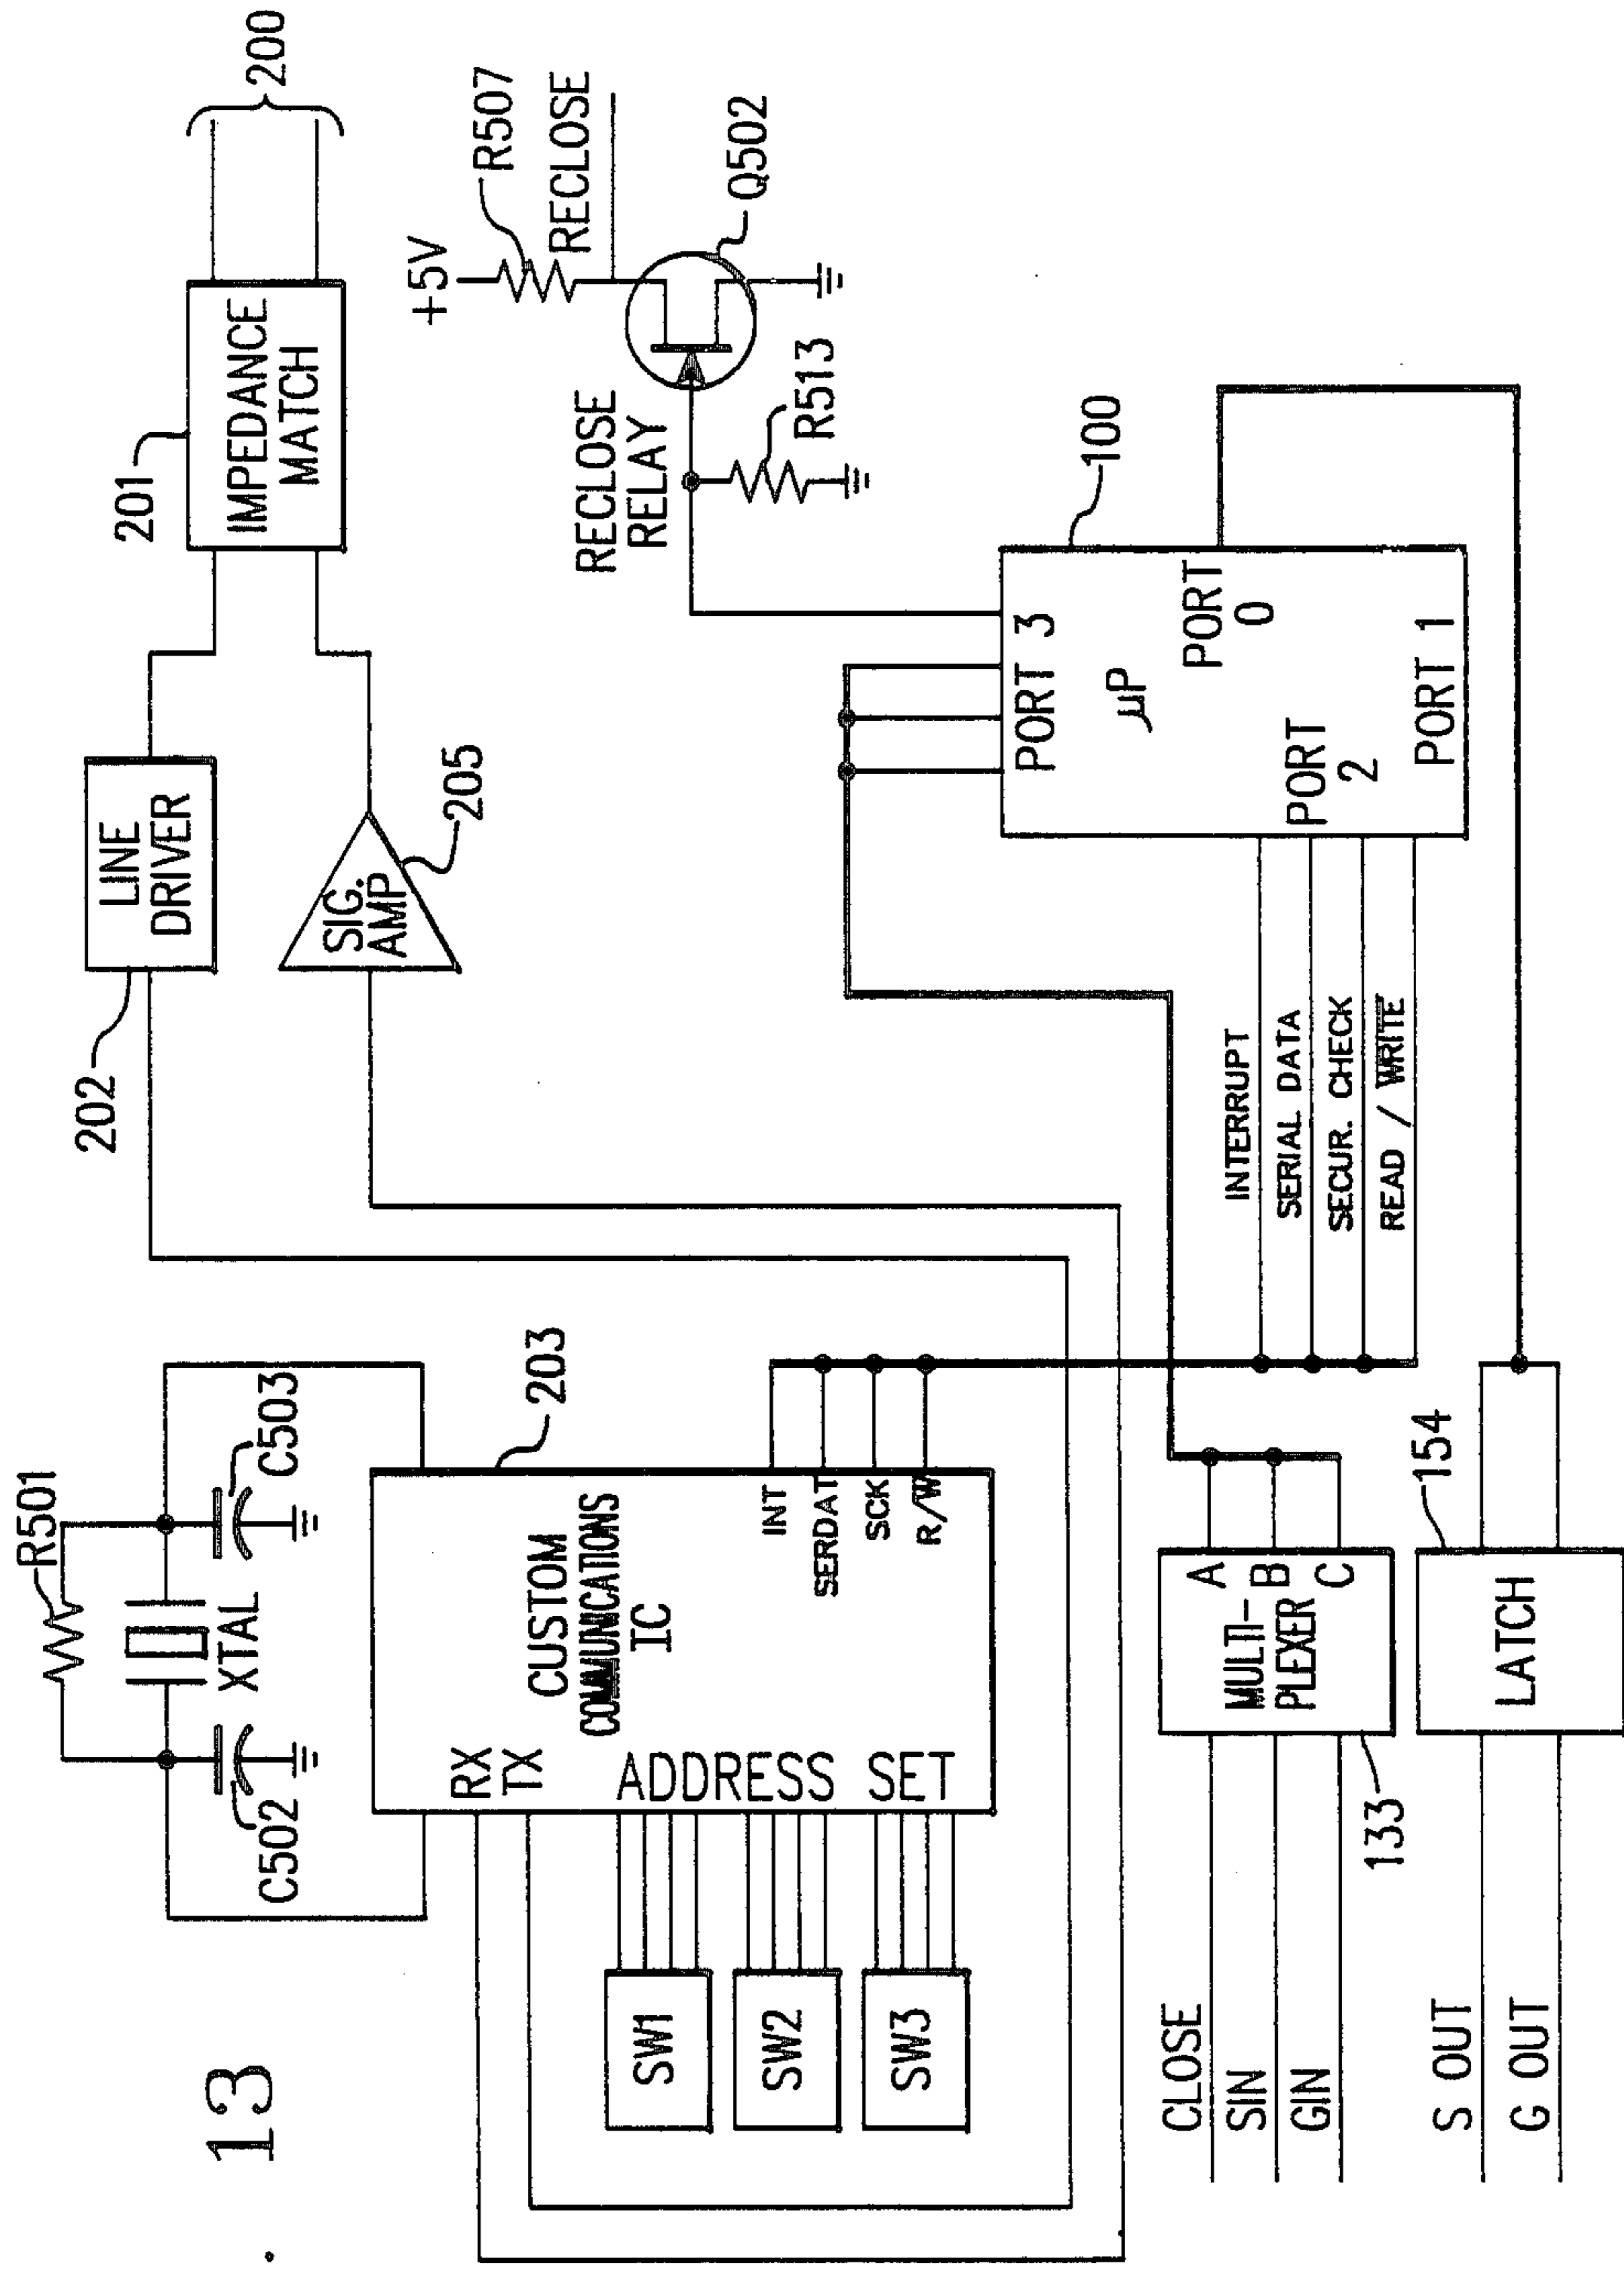 . 13
R501
C502
XTAL
C503
203
CUSTOM
COMMUNICATIONS
IC
RX
TX
ADDRESS SET
INT
SERDAT
SCK
R/W
SW1
SW2
SW3
202
LINE
DRIVER
SIG.
AMP
205
201
IMPEDANCE
MATCH
200
+5V
R507
RECLOSE
Q502
RECLOSE
RELAY
R513
100
PORT 3
µP
PORT
0
PORT
2
PORT 1
INTERRUPT
SERIAL DATA
SECUR. CHECK
READ / WRITE
CLOSE
SIN
GIN
MULTI-
PLEXER
A
B
C
133
154
LATCH
S OUT
G OUT